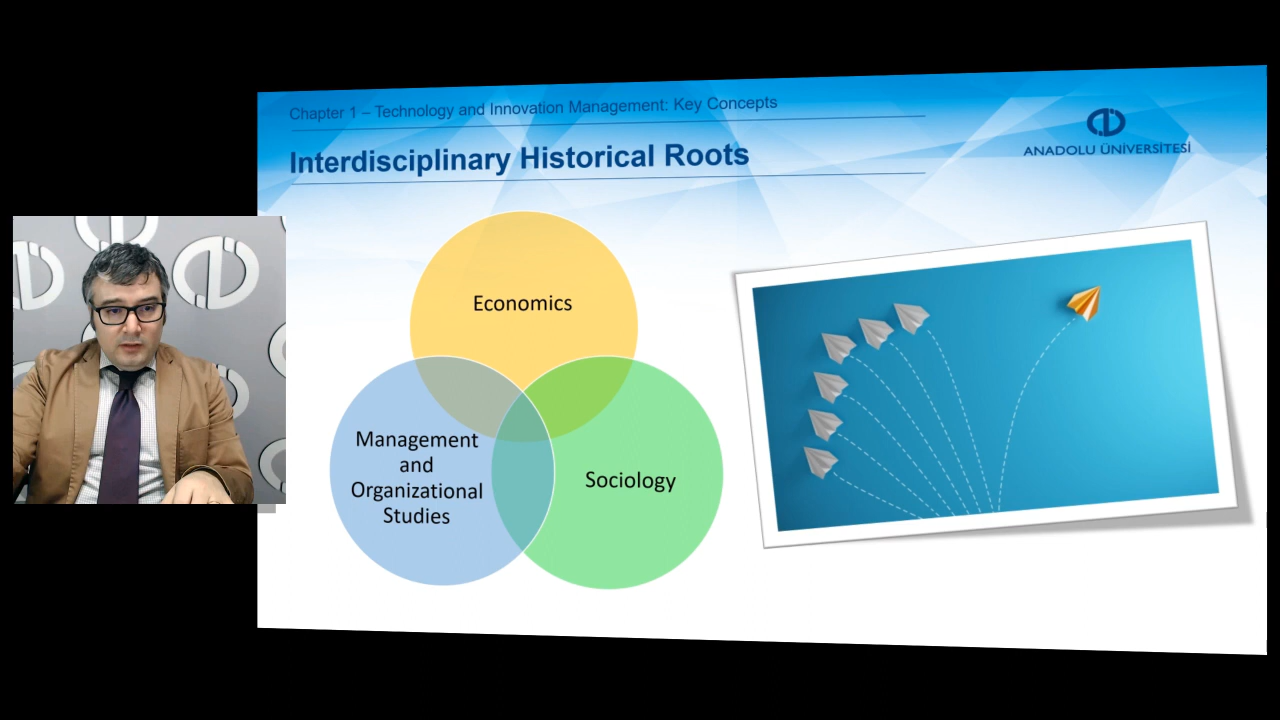 Chapter 1 – Technology and Innovation Management: Key Concepts
Interdisciplinary Historical Roots
ANADOLU ÜNİVERSİTESİ
Economics
Management
and
Organizational
Studies
Sociology